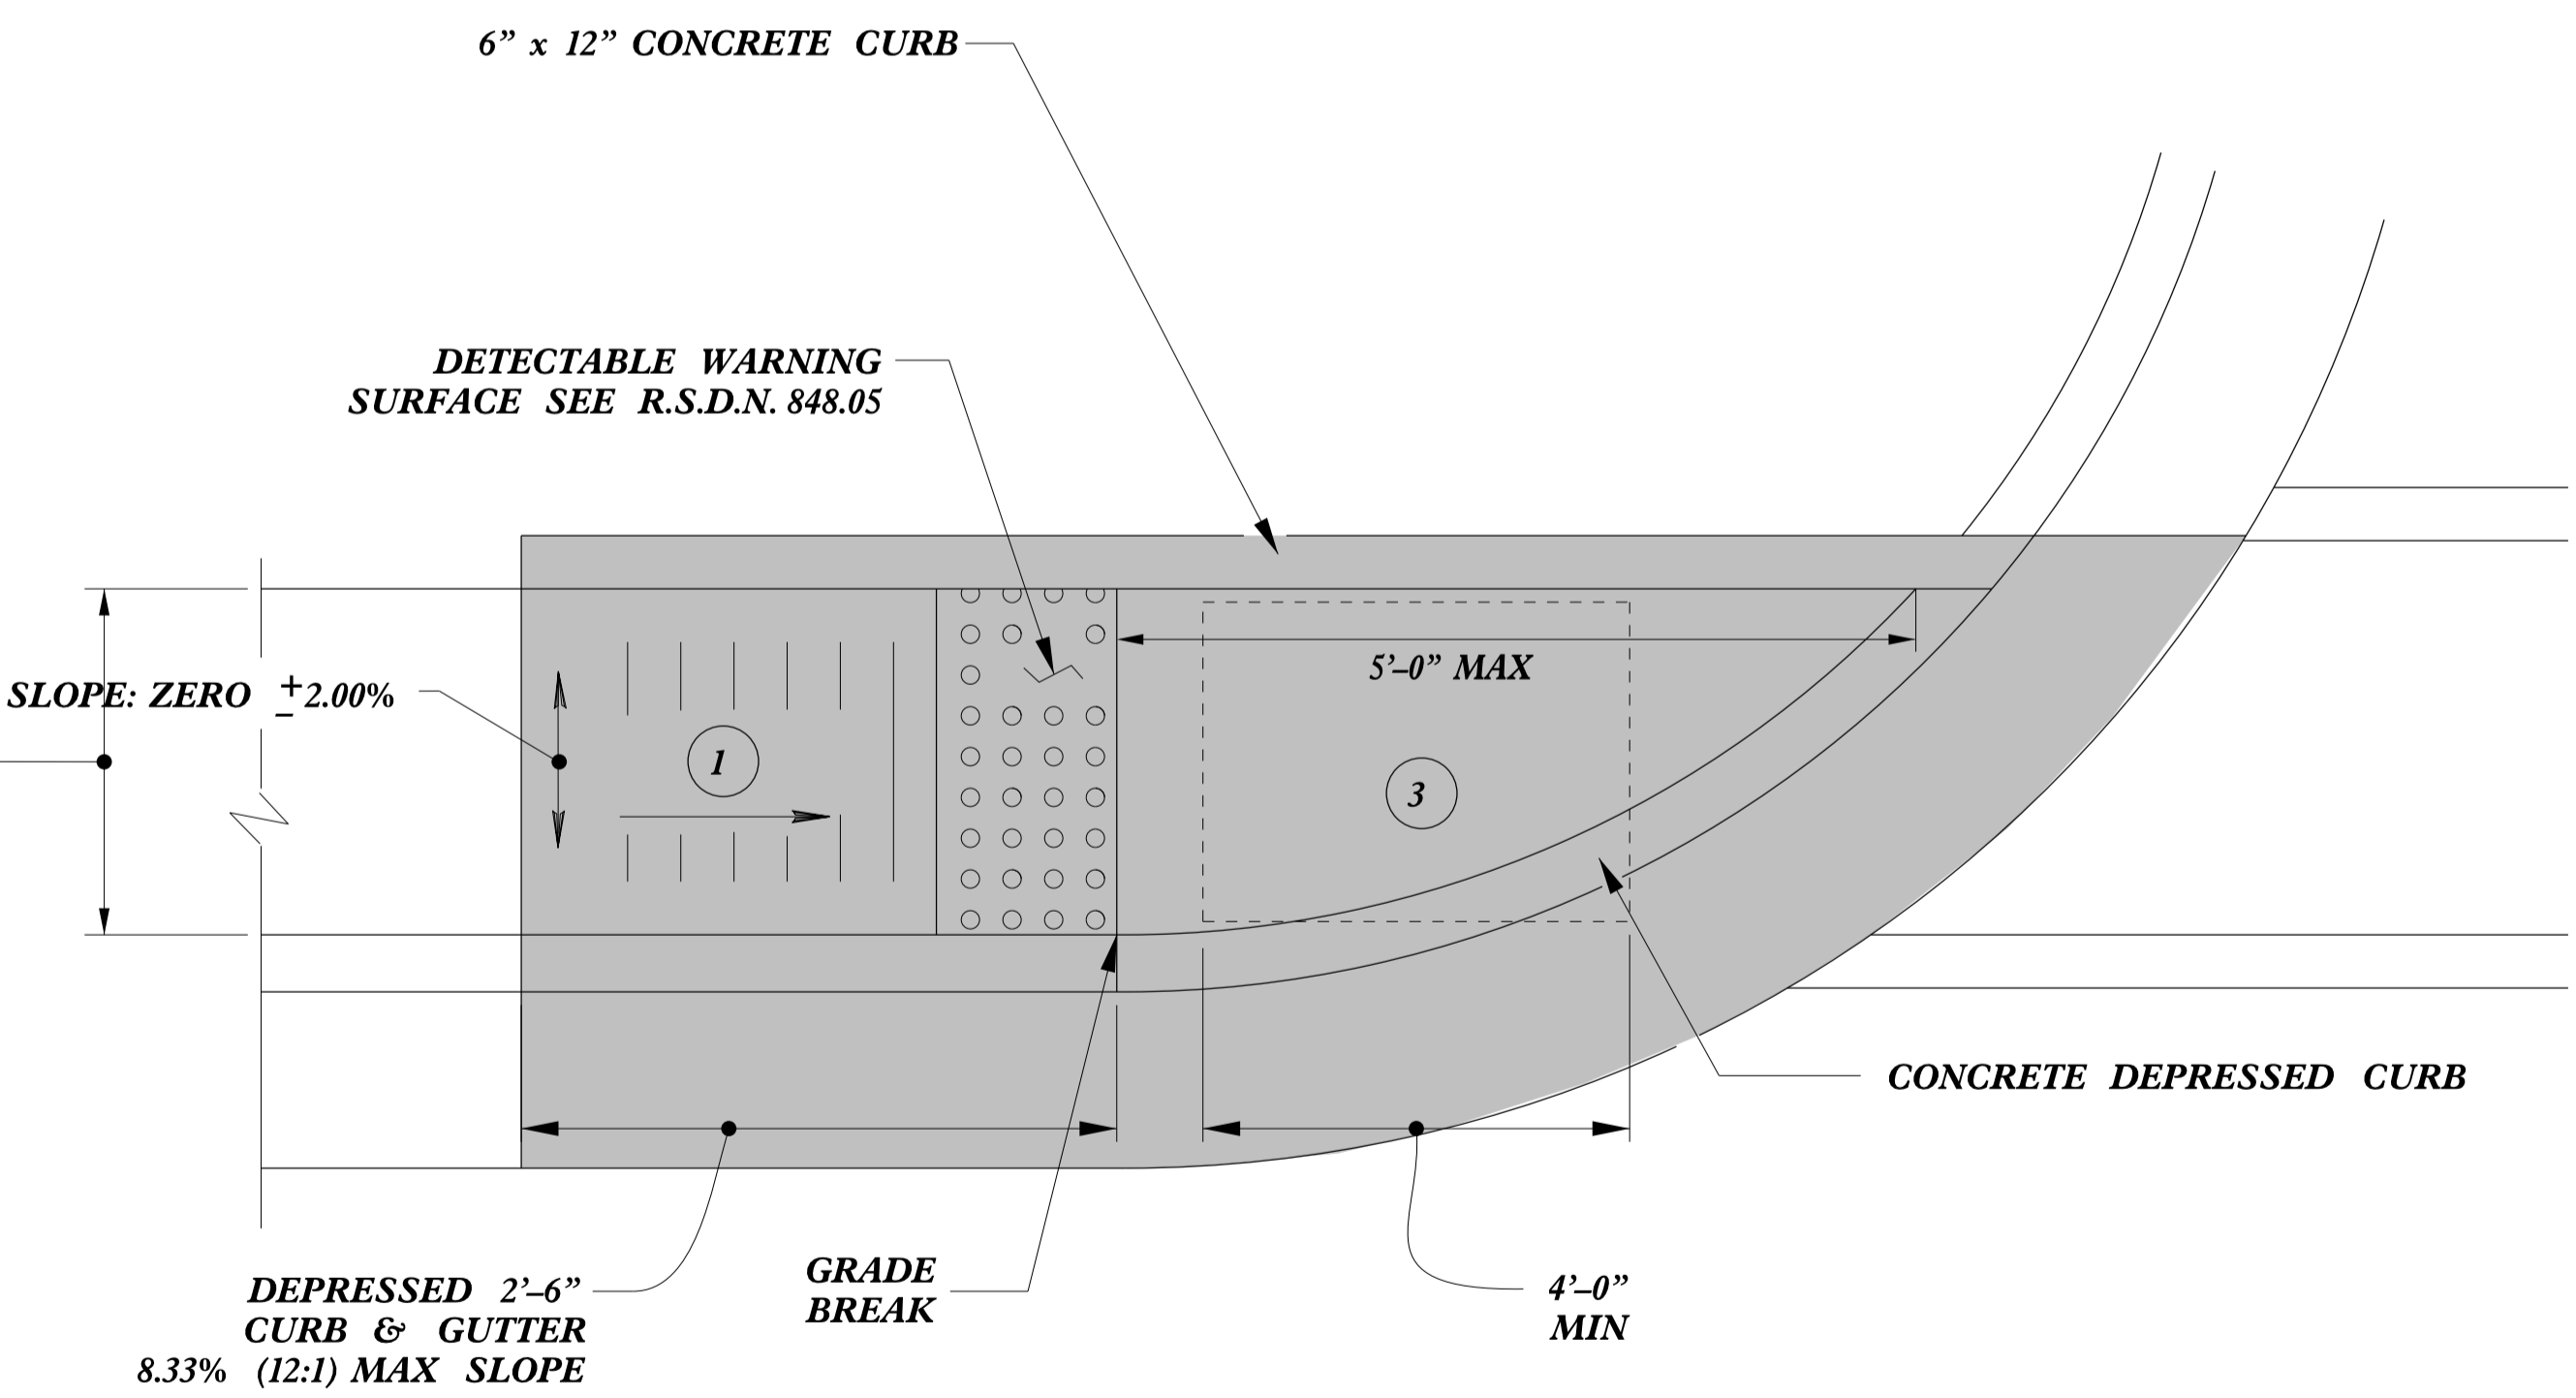 6” x 12” CONCRETE CURB
DETECTABLE WARNING
SURFACE SEE R.S.D.N. 848.05
SLOPE: ZERO ±2.00%
1
5’–0” MAX
3
CONCRETE DEPRESSED CURB
DEPRESSED 2’–6”
CURB & GUTTER
8.33% (12:1) MAX SLOPE
GRADE
BREAK
4’–0”
MIN